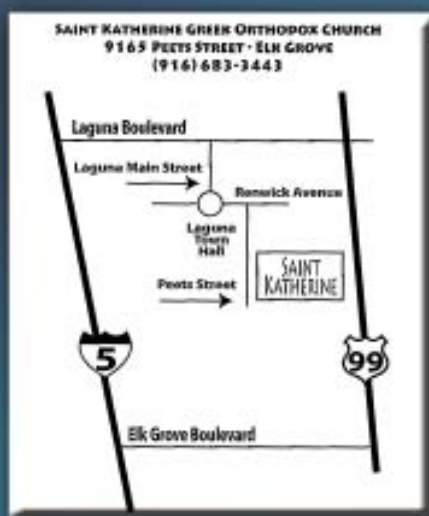 SAINT KATHERINE GREEK ORTHODOX CHURCH
9165 PEETS STREET · ELK GROVE
(916) 683-3443
Laguna Boulevard
Laguna Main Street
Renwick Avenue
Laguna
Town
Hall
Peets Street
SAINT
KATHERINE
5
99
Elk Grove Boulevard